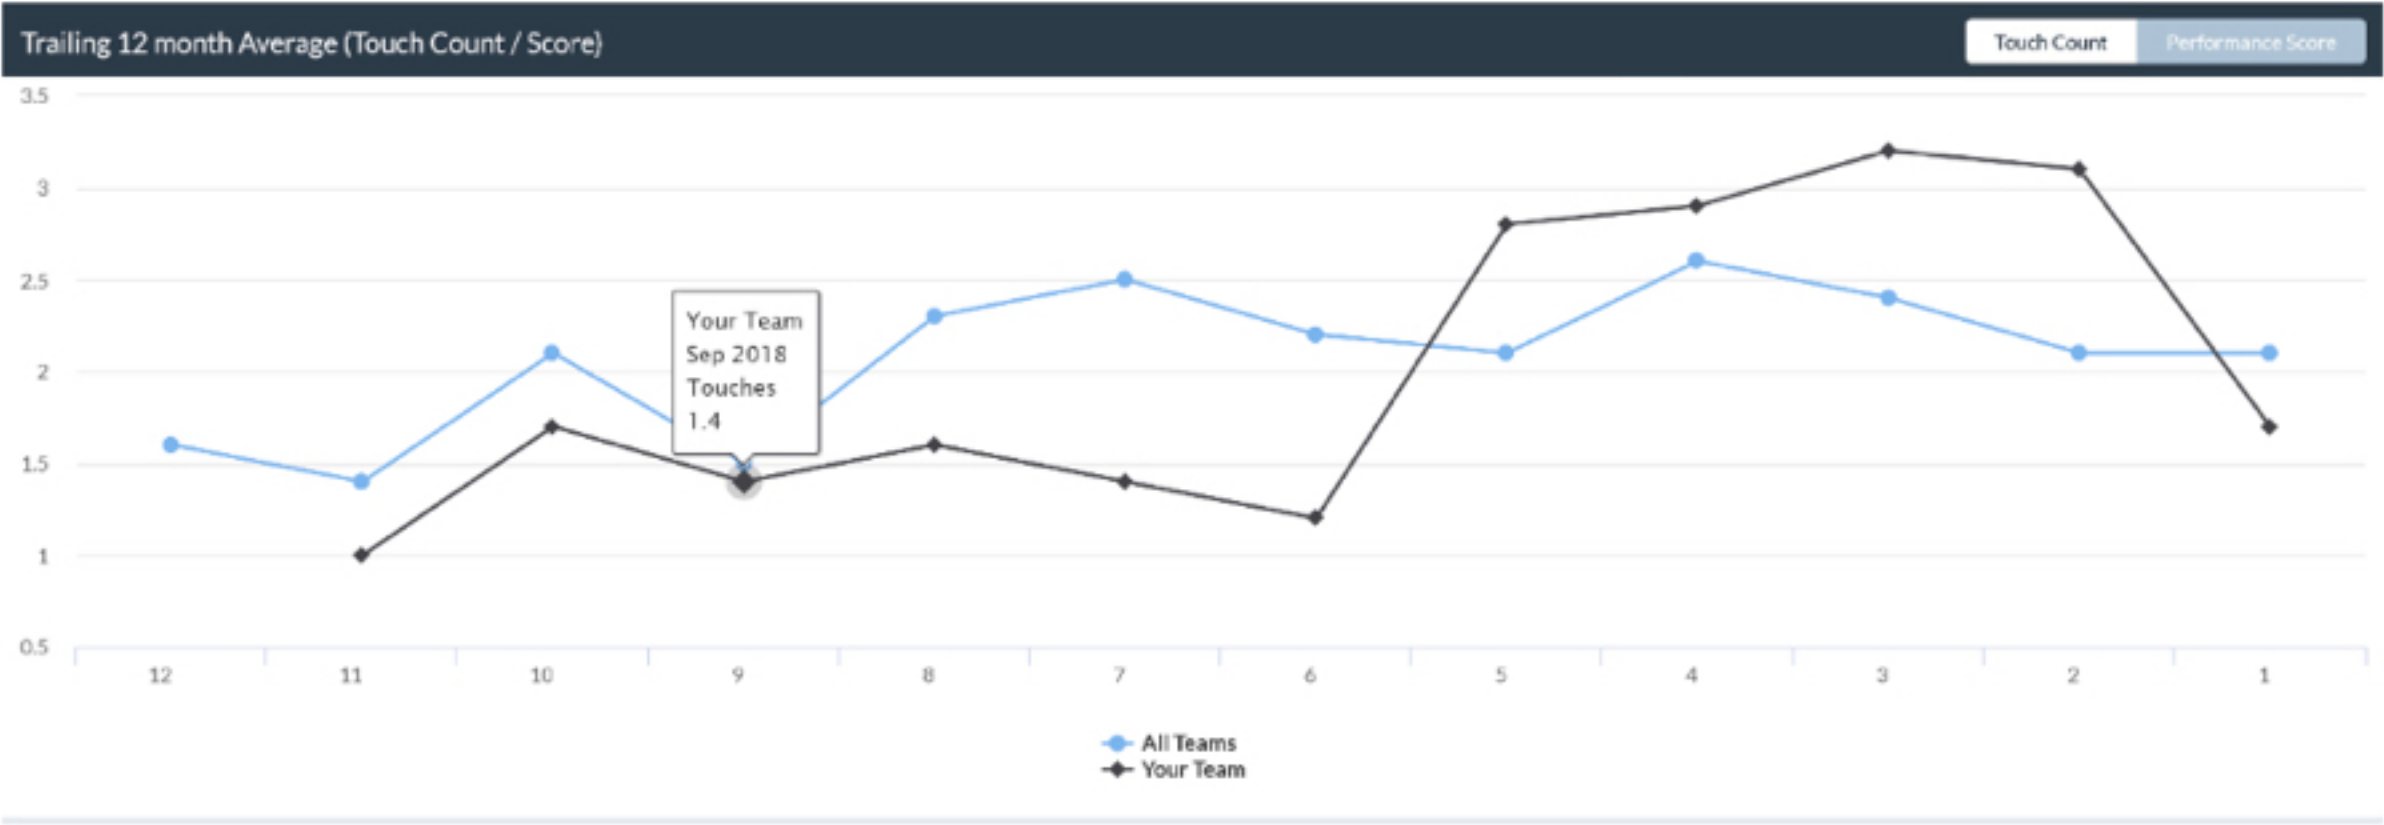 Trailing 12 month Average (Touch Count / Score)
Touch Count
Performance Score
3.5
3
2.5
2
1.5
1
0.5
Your Team
Sep 2018
Touches
1.4
12 11 10 9 8 7 6 5 4 3 2 1
All Teams
Your Team